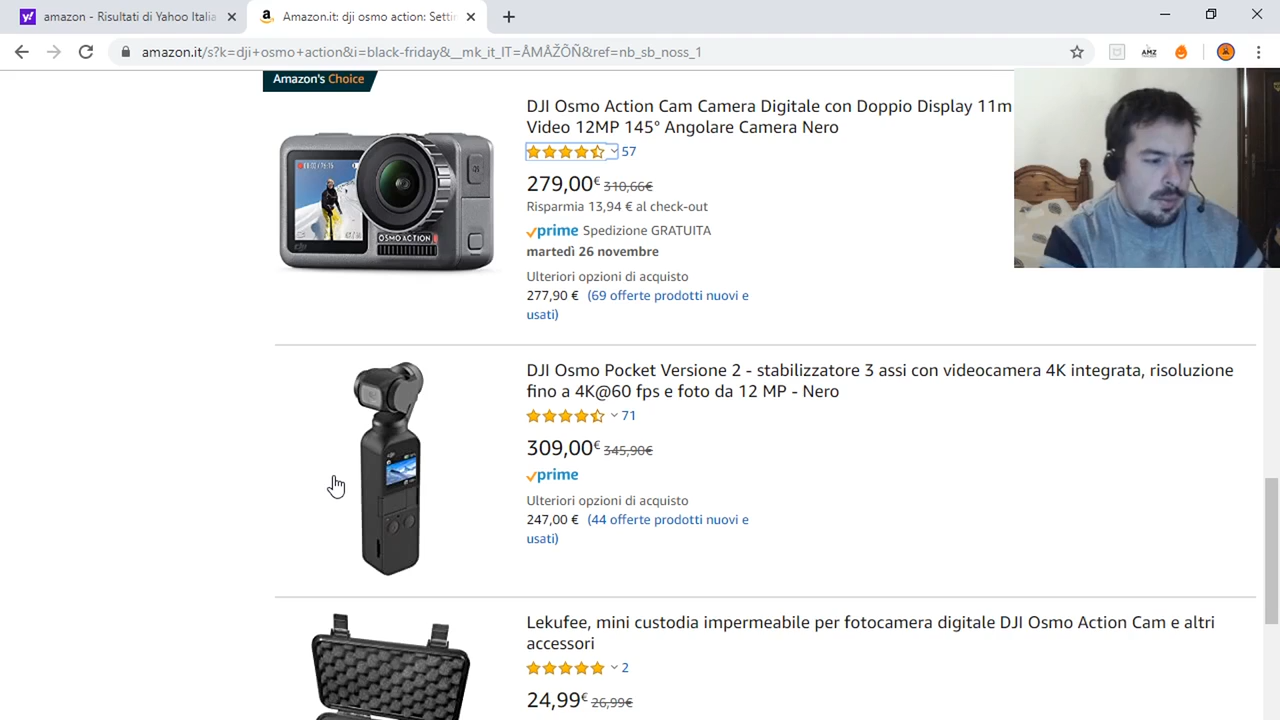 amazon - Risultati di Yahoo Italia
Amazon.it: dji osmo action: Settin
amazon.it/s?k=dji+osmo+action&i=black-friday&__mk_it_IT=ÅMÅŽÕÑ&ref=nb_sb_noss_1
AMZ
Amazon's Choice
DJI Osmo Action Cam Camera Digitale con Doppio Display 11m
Video 12MP 145° Angolare Camera Nero
57
279,00€ 310,66€
Risparmia 13,94 € al check-out
prime Spedizione GRATUITA
martedì 26 novembre
Ulteriori opzioni di acquisto
277,90 € (69 offerte prodotti nuovi e
usati)
OSMO ACTION
DJI Osmo Pocket Versione 2 - stabilizzatore 3 assi con videocamera 4K integrata, risoluzione
fino a 4K@60 fps e foto da 12 MP - Nero
71
309,00€ 345,90€
prime
Ulteriori opzioni di acquisto
247,00 € (44 offerte prodotti nuovi e
usati)
Lekufee, mini custodia impermeabile per fotocamera digitale DJI Osmo Action Cam e altri
accessori
2
24,99€ 26,99€